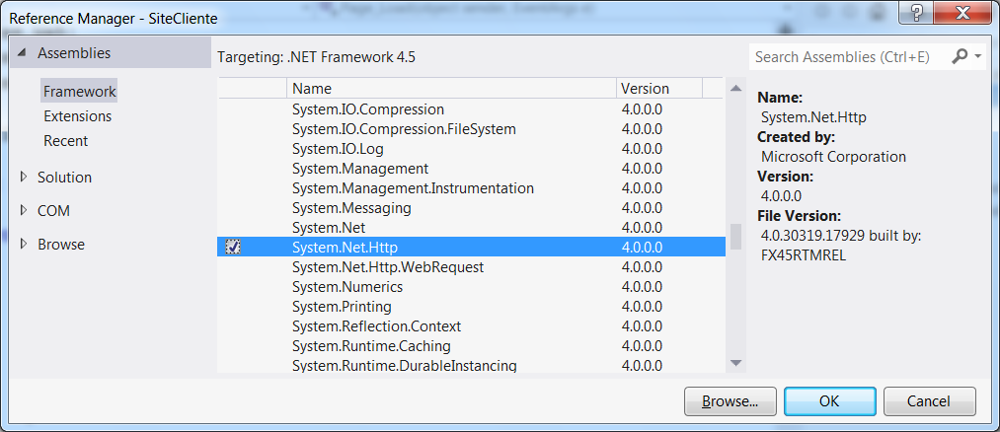 Reference Manager - SiteCliente
Assemblies
Framework
Extensions
Recent
Solution
COM
Browse
Targeting: .NET Framework 4.5
Search Assemblies (Ctrl+E)
Name Version
System.IO.Compression 4.0.0.0
System.IO.Compression.FileSystem 4.0.0.0
System.IO.Log 4.0.0.0
System.Management 4.0.0.0
System.Management.Instrumentation 4.0.0.0
System.Messaging 4.0.0.0
System.Net 4.0.0.0
System.Net.Http 4.0.0.0
System.Net.Http.WebRequest 4.0.0.0
System.Numerics 4.0.0.0
System.Printing 4.0.0.0
System.Reflection.Context 4.0.0.0
System.Runtime.Caching 4.0.0.0
System.Runtime.DurableInstancing 4.0.0.0
Name:
System.Net.Http
Created by:
Microsoft Corporation
Version:
4.0.0.0
File Version:
4.0.30319.17929 built by:
FX45RTMREL
Browse... OK Cancel